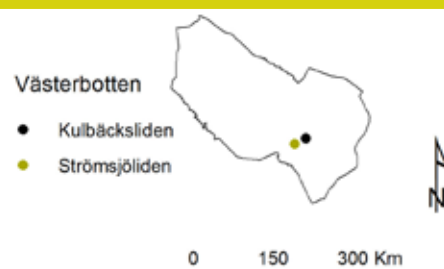 Västerbotten
Kulbäcksliden
Strömsjöliden
N
0 150 300 Km